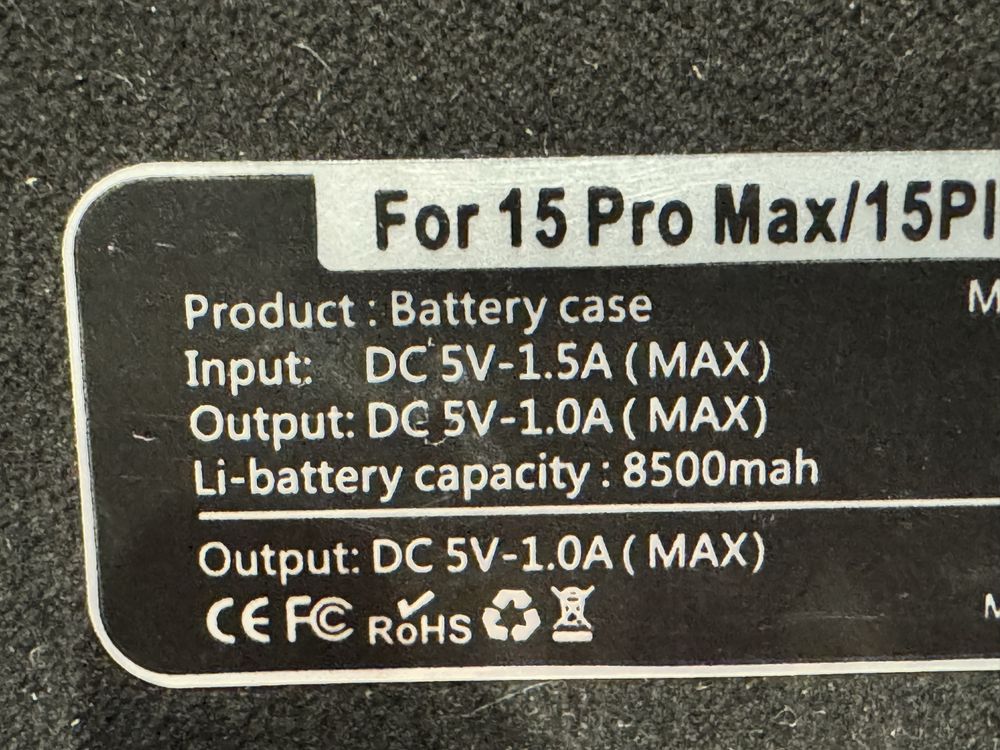 For 15 Pro Max/15Pl
Product : Battery case
M
Input: DC 5V-1.5A ( MAX )
Output: DC 5V-1.0A ( MAX )
Li-battery capacity : 8500mah
Output: DC 5V-1.0A ( MAX )
CE FC RoHS